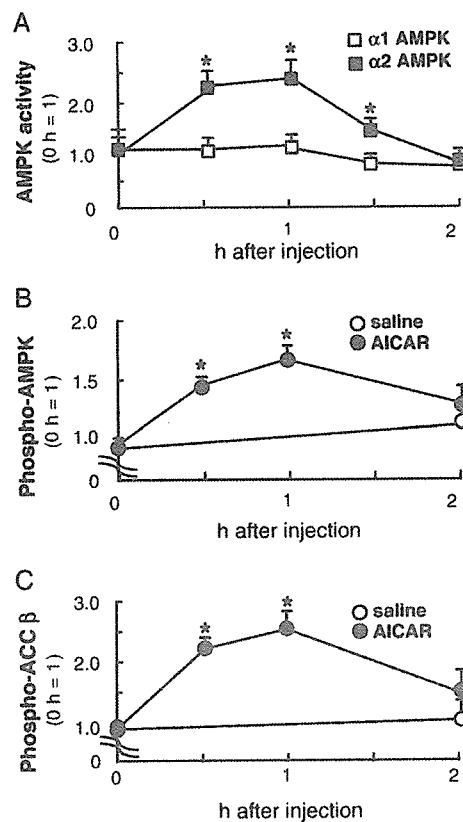 A
3.0
2.0
1.0
0
AMPK activity
(0 h = 1)
□ α1 AMPK
■ α2 AMPK
*
*
*
0
1
2
h after injection
B
2.0
1.5
1.0
0
Phospho-AMPK
(0 h = 1)
saline
AICAR
*
*
0
1
2
h after injection
C
3.0
2.0
1.0
0
Phospho-ACC β
(0 h = 1)
saline
AICAR
*
*
0
1
2
h after injection